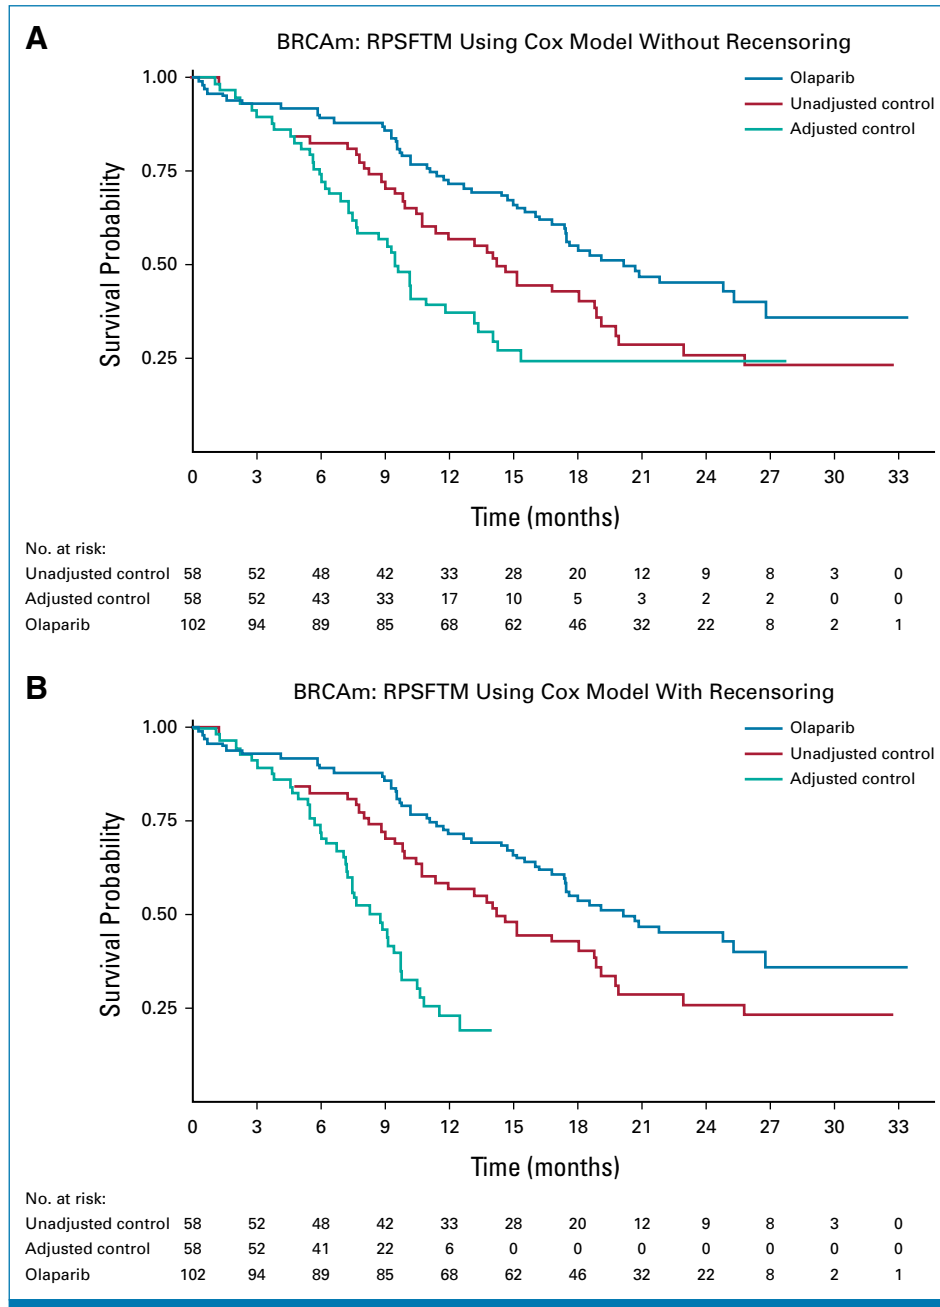 A
BRCAm: RPSFTM Using Cox Model Without Recensoring
Olaparib
Unadjusted control
Adjusted control
1.00
0.75
0.50
0.25
Survival Probability
0 3 6 9 12 15 18 21 24 27 30 33
Time (months)
No. at risk:
Unadjusted control 58 52 48 42 33 28 20 12 9 8 3 0
Adjusted control 58 52 43 33 17 10 5 3 2 2 0 0
Olaparib 102 94 89 85 68 62 46 32 22 8 2 1
B
BRCAm: RPSFTM Using Cox Model With Recensoring
Olaparib
Unadjusted control
Adjusted control
1.00
0.75
0.50
0.25
Survival Probability
0 3 6 9 12 15 18 21 24 27 30 33
Time (months)
No. at risk:
Unadjusted control 58 52 48 42 33 28 20 12 9 8 3 0
Adjusted control 58 52 41 22 6 0 0 0 0 0 0 0
Olaparib 102 94 89 85 68 62 46 32 22 8 2 1